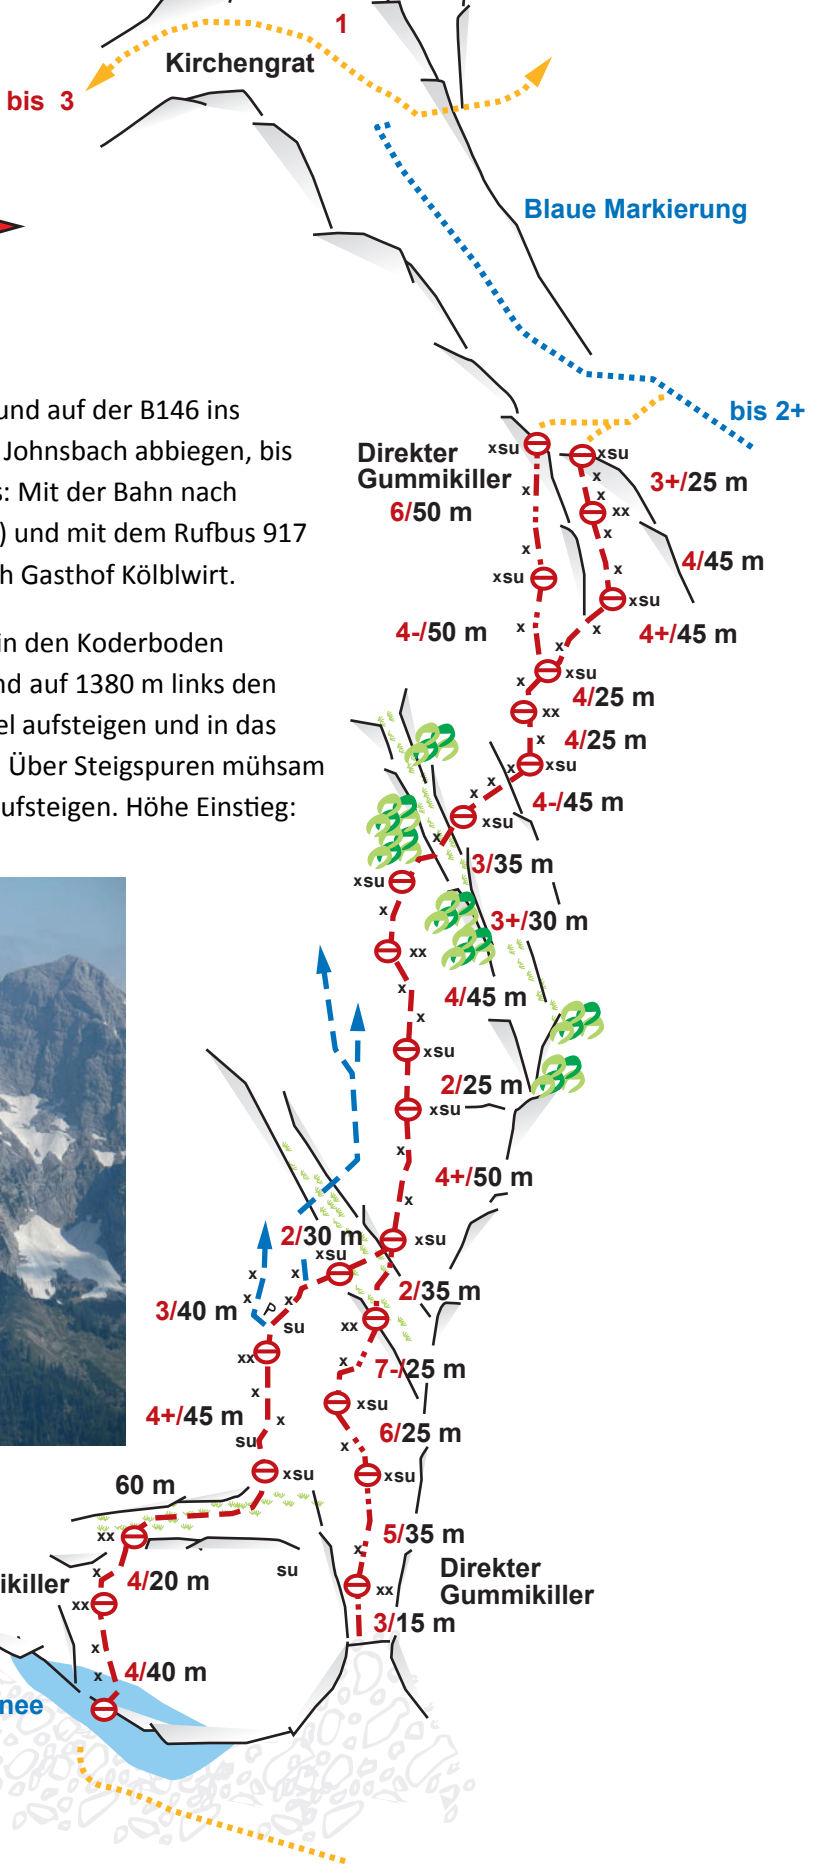 1
Kirchengrat
bis 3
Blaue Markierung
bis 2+
und auf der B146 ins
Johnsbach abbiegen, bis
s: Mit der Bahn nach
) und mit dem Rufbus 917
h Gasthof Kölblwirt.
in den Koderboden
nd auf 1380 m links den
el aufsteigen und in das
Über Steigspuren mühsam
ufsteigen. Höhe Einstieg:
Direkter
Gummikiller
6/50 m
xsu
xsu
3+/25 m
x
x
x
xx
x
4/45 m
x
x
xsu
xsu
4-/50 m
x
x
4+/45 m
x
xsu
x
4/25 m
xx
x
4/25 m
xsu
x
x
x
4-/45 m
xsu
x
3/35 m
xsu
x
3+/30 m
xx
x
4/45 m
x
xsu
2/25 m
xsu
x
4+/50 m
x
2/30 m
xsu
xsu
x
x
x
x
P
2/35 m
3/40 m
su
xx
xx
x
7-/25 m
x
xsu
4+/45 m
x
su
6/25 m
x
xsu
xsu
60 m
xx
5/35 m
x
su
Direkter
Gummikiller
ikiller
x
4/20 m
xx
xx
3/15 m
x
x
4/40 m
nee